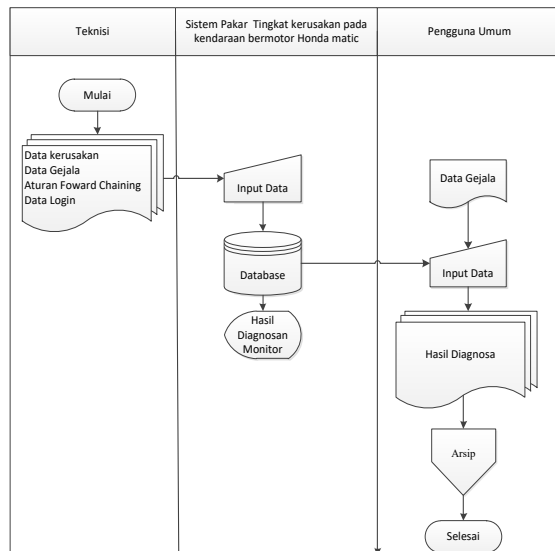 Teknisi
Sistem Pakar Tingkat kerusakan pada
kendaraan bermotor Honda matic
Pengguna Umum
Mulai
Data kerusakan
Data Gejala
Aturan Foward Chaining
Data Login
Input Data
Database
Hasil
Diagnosan
Monitor
Data Gejala
Input Data
Hasil Diagnosa
Arsip
Selesai